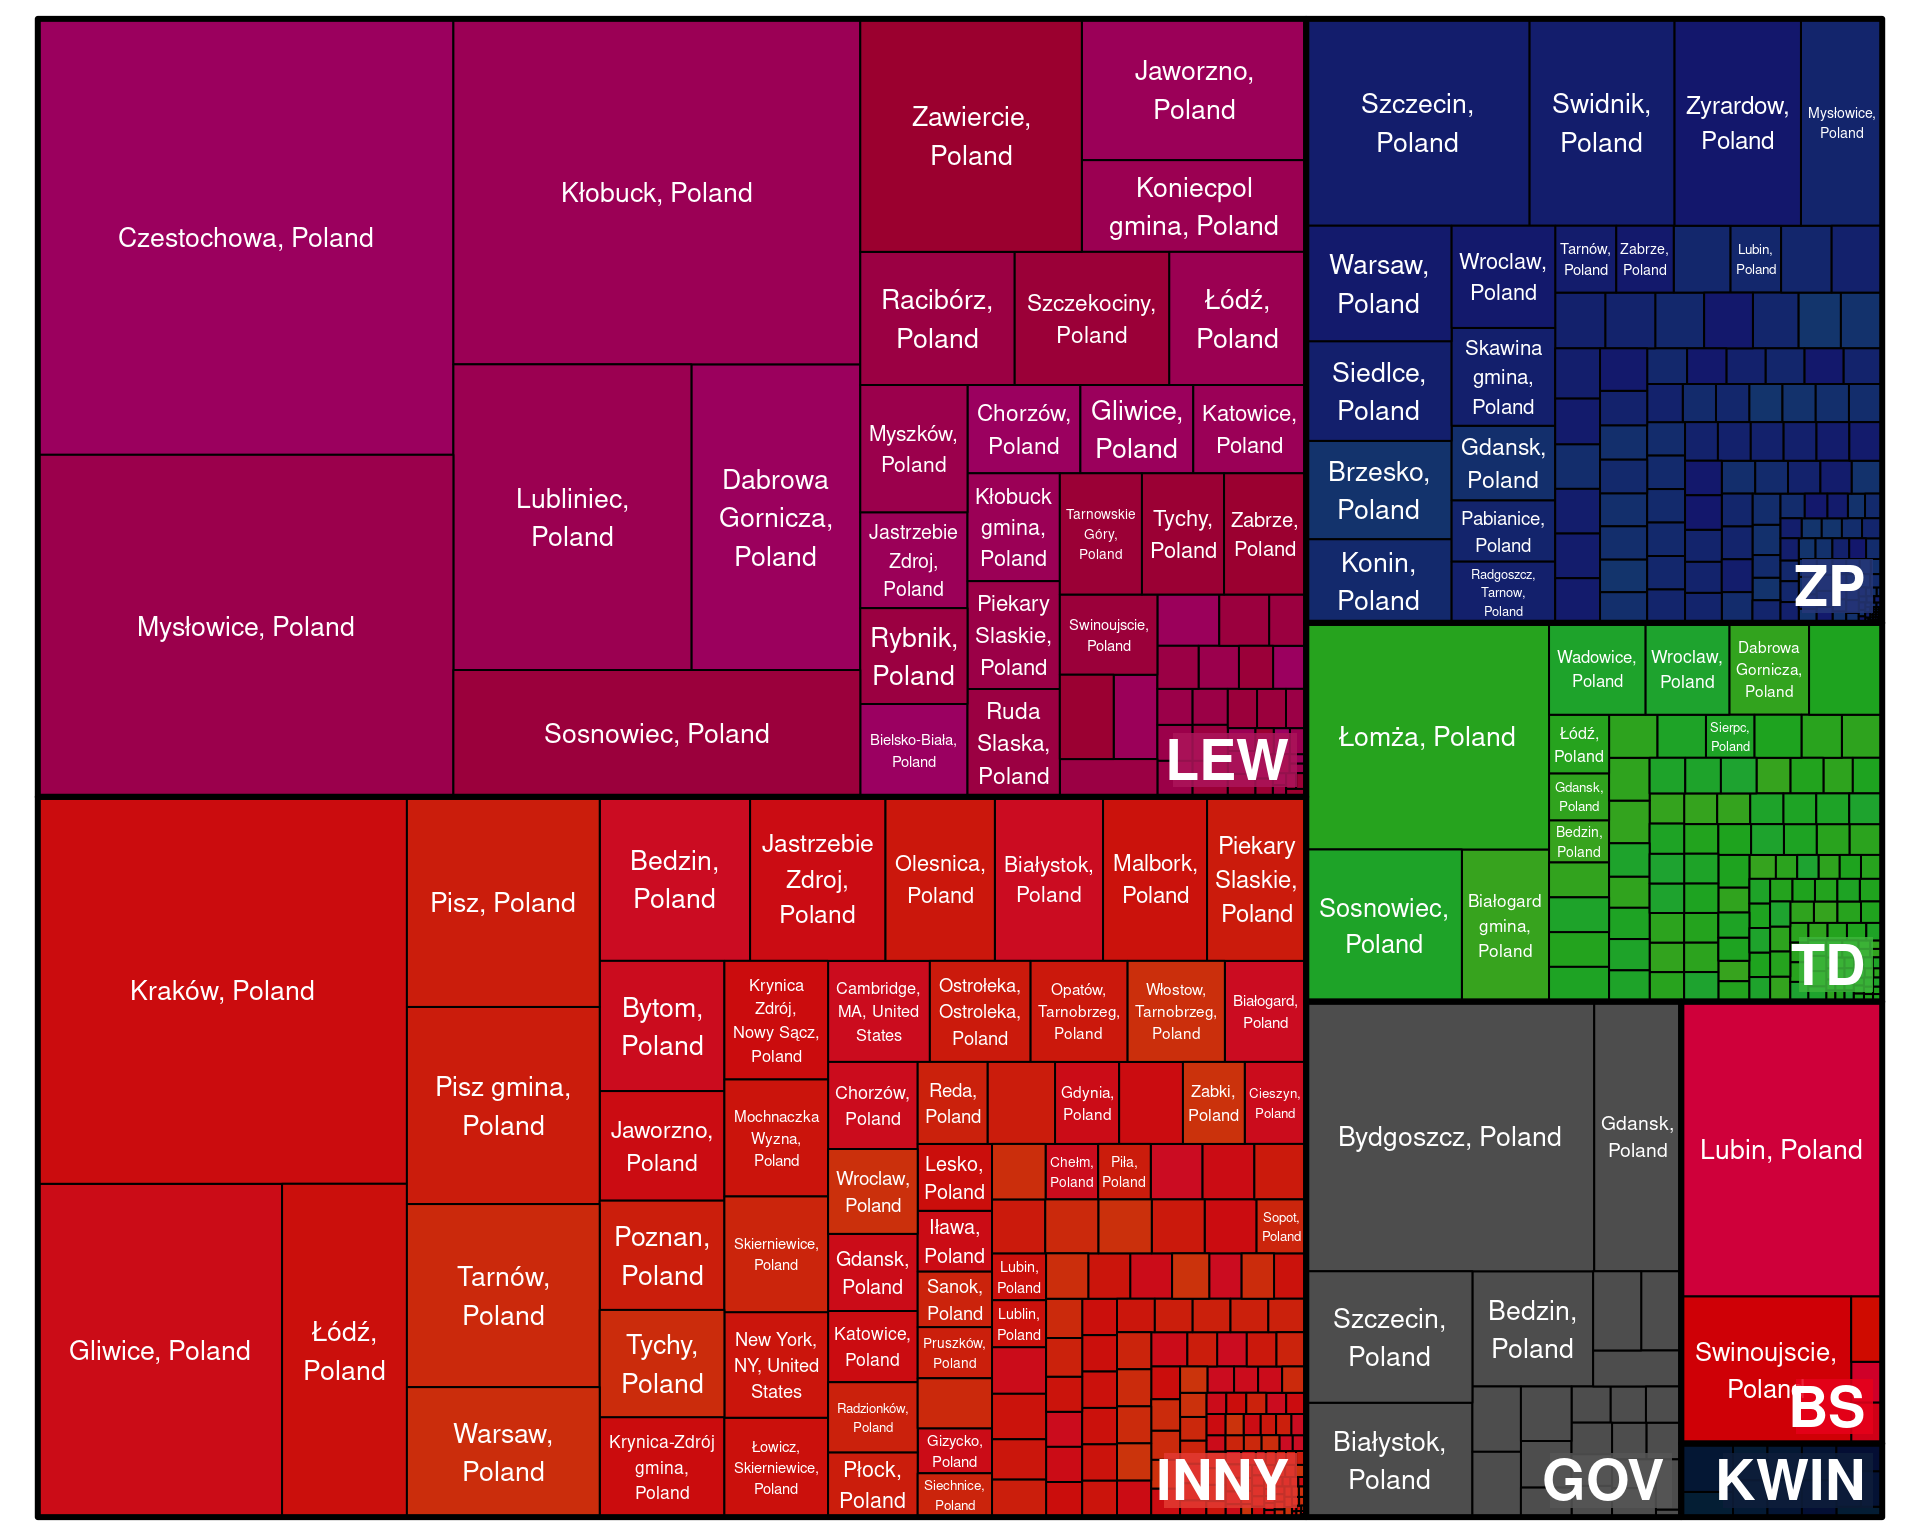 Czestochowa, Poland
Mysłowice, Poland
Kłobuck, Poland
Lubliniec,
Poland
Dabrowa
Gornicza,
Poland
Sosnowiec, Poland
Zawiercie,
Poland
Jaworzno,
Poland
Koniecpol
gmina, Poland
Racibórz,
Poland
Szczekociny,
Poland
Łódź,
Poland
Myszków,
Poland
Jastrzebie
Zdroj,
Poland
Rybnik,
Poland
Bielsko-Biała,
Poland
Chorzów,
Poland
Gliwice,
Poland
Katowice,
Poland
Kłobuck
gmina,
Poland
Piekary
Slaskie,
Poland
Ruda
Slaska,
Poland
Tarnowskie
Góry,
Poland
Tychy,
Poland
Zabrze,
Poland
Swinoujscie,
Poland
LEW
Szczecin,
Poland
Swidnik,
Poland
Zyrardow,
Poland
Mysłowice,
Poland
Warsaw,
Poland
Siedlce,
Poland
Brzesko,
Poland
Konin,
Poland
Wroclaw,
Poland
Skawina
gmina,
Poland
Gdansk,
Poland
Pabianice,
Poland
Radgoszcz,
Tarnow,
Poland
Tarnów,
Poland
Zabrze,
Poland
Lubin,
Poland
ZP
Łomża, Poland
Sosnowiec,
Poland
Białogard
gmina,
Poland
Wadowice,
Poland
Wroclaw,
Poland
Dabrowa
Gornicza,
Poland
Łódź,
Poland
Gdansk,
Poland
Bedzin,
Poland
Sierpc,
Poland
TD
Kraków, Poland
Gliwice, Poland
Łódź,
Poland
Pisz, Poland
Pisz gmina,
Poland
Tarnów,
Poland
Warsaw,
Poland
Bedzin,
Poland
Jastrzebie
Zdroj,
Poland
Olesnica,
Poland
Białystok,
Poland
Malbork,
Poland
Piekary
Slaskie,
Poland
Bytom,
Poland
Jaworzno,
Poland
Poznan,
Poland
Tychy,
Poland
Krynica-Zdrój
gmina,
Poland
Krynica
Zdrój,
Nowy Sącz,
Poland
Mochnaczka
Wyzna,
Poland
Skierniewice,
Poland
New York,
NY, United
States
Łowicz,
Skierniewice,
Poland
Cambridge,
MA, United
States
Ostrołeka,
Ostroleka,
Poland
Opatów,
Tarnobrzeg,
Poland
Włostow,
Tarnobrzeg,
Poland
Białogard,
Poland
Chorzów,
Poland
Wroclaw,
Poland
Gdansk,
Poland
Katowice,
Poland
Radzionków,
Poland
Płock,
Poland
Reda,
Poland
Gdynia,
Poland
Zabki,
Poland
Cieszyn,
Poland
Lesko,
Poland
Iława,
Poland
Sanok,
Poland
Pruszków,
Poland
Gizycko,
Poland
Siechnice,
Poland
Chełm,
Poland
Piła,
Poland
Sopot,
Poland
Lubin,
Poland
Lublin,
Poland
INNY
Bydgoszcz, Poland
Gdansk,
Poland
Szczecin,
Poland
Białystok,
Poland
Bedzin,
Poland
GOV
Lubin, Poland
Swinoujscie,
Poland
BS
KWIN